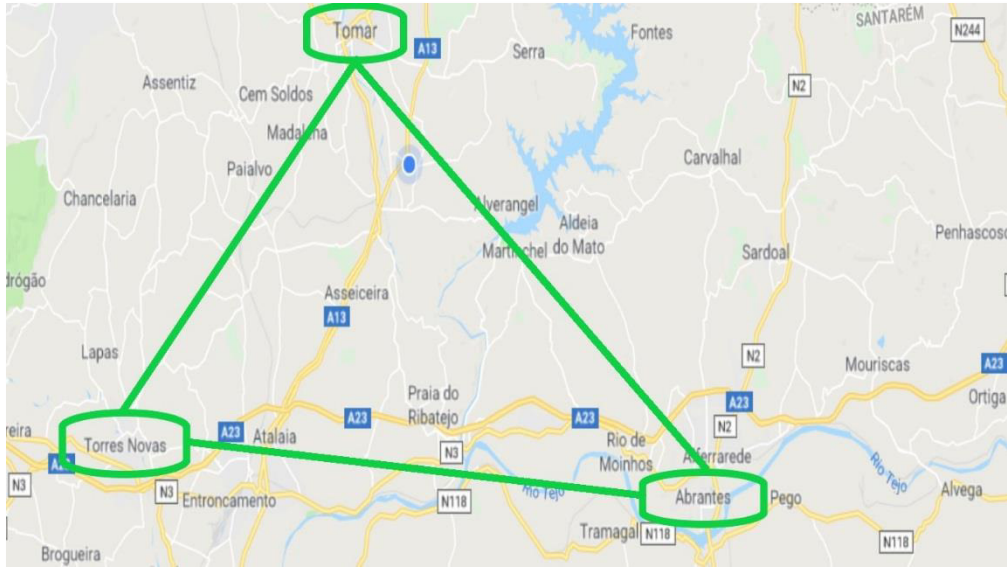 SANTARÉM
Tomar
N244
Fontes
A13
Serra
Assentiz
N2
Cem Soldos
Madalena
Paialvo
Carvalhal
Chancelaria
Alverangel
Aldeia
do Mato
Penhascoso
Martinchel
Sardoal
drógão
Asseiceira
A13
Lapas
N2
Mouriscas
A23
Praia do
Ribatejo
Ortiga
A23
A23
A23
A23
N2
eira
Torres Novas
Atalaia
N3
Rio de
Moinhos
Alferrarede
A23
N3
N3
Entroncamento
N118
Rio Tejo
Abrantes
Pego
Rio Tejo
Alvega
Tramagal
N118
N118
Brogueira